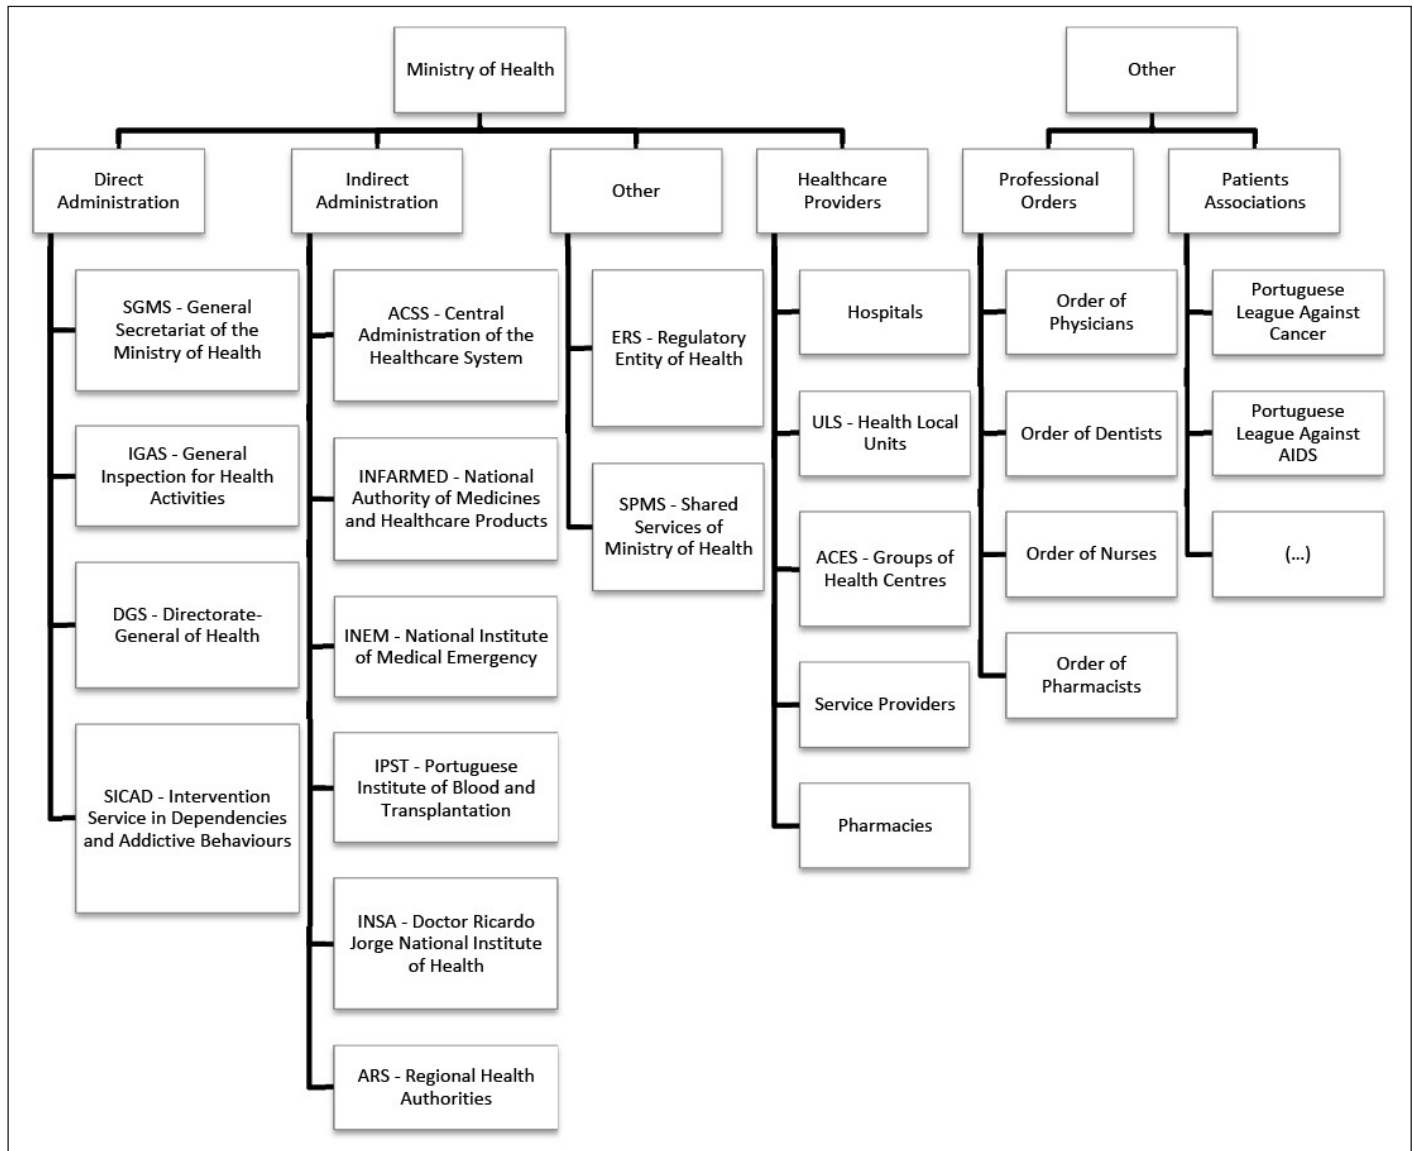 Ministry of Health
Other
Direct
Administration
Indirect
Administration
Other
Healthcare
Providers
Professional
Orders
Patients
Associations
SGMS - General
Secretariat of the
Ministry of Health
IGAS - General
Inspection for Health
Activities
DGS - Directorate-
General of Health
SICAD - Intervention
Service in Dependencies
and Addictive Behaviours
ACSS - Central
Administration of the
Healthcare System
INFARMED - National
Authority of Medicines
and Healthcare Products
INEM - National Institute
of Medical Emergency
IPST - Portuguese
Institute of Blood and
Transplantation
INSA - Doctor Ricardo
Jorge National Institute
of Health
ARS - Regional Health
Authorities
ERS - Regulatory
Entity of Health
SPMS - Shared
Services of
Ministry of Health
Hospitals
ULS - Health Local
Units
ACES - Groups of
Health Centres
Service Providers
Pharmacies
Order of
Physicians
Order of Dentists
Order of Nurses
Order of
Pharmacists
Portuguese
League Against
Cancer
Portuguese
League Against
AIDS
(...)